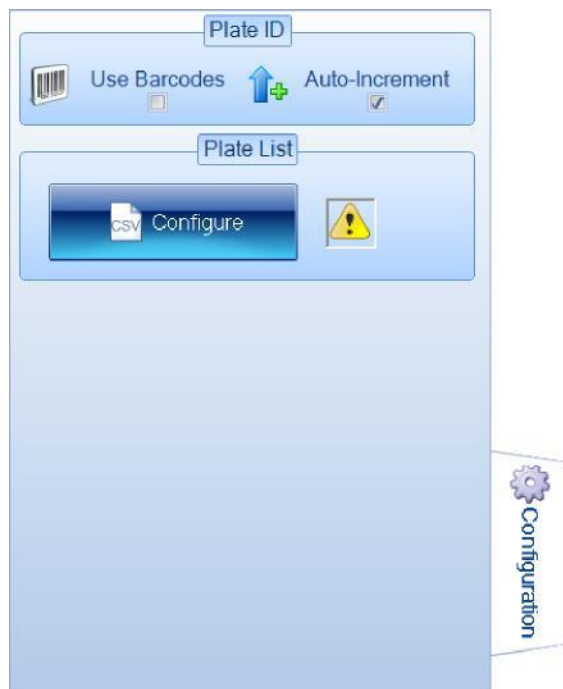 Plate ID
Use Barcodes
Auto-Increment
Plate List
CSV
Configure
Configuration